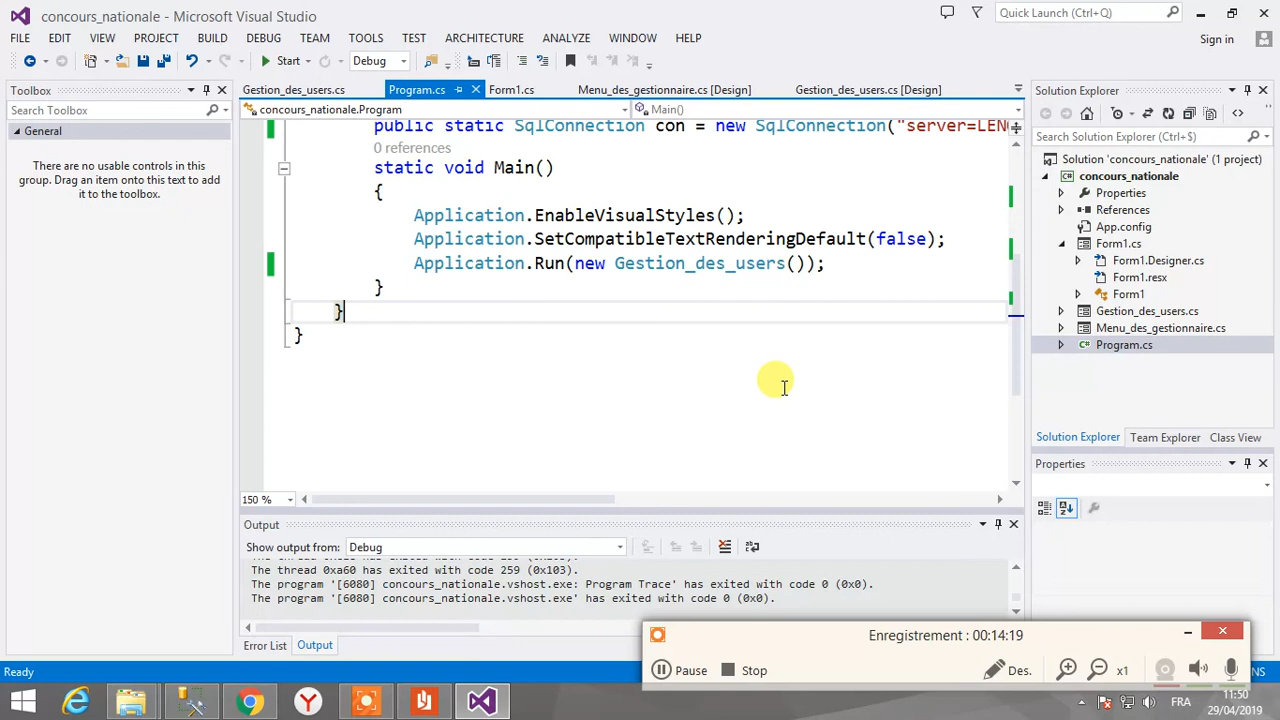 concours_nationale - Microsoft Visual Studio
Quick Launch (Ctrl+Q)
FILE EDIT VIEW PROJECT BUILD DEBUG TEAM TOOLS TEST ARCHITECTURE ANALYZE WINDOW HELP
Sign in
Start
Debug
Toolbox
Search Toolbox
General
There are no usable controls in this
group. Drag an item onto this text to add
it to the toolbox.
Gestion_des_users.cs Program.cs Form1.cs Menu_des_gestionnaire.cs [Design] Gestion_des_users.cs [Design]
concours_nationale.Program Main()
public static SqlConnection con = new SqlConnection("server=LEN
0 references
static void Main()
{
Application.EnableVisualStyles();
Application.SetCompatibleTextRenderingDefault(false);
Application.Run(new Gestion_des_users());
}
}
}
150 %
Output
Show output from: Debug
The thread 0xa60 has exited with code 259 (0x103).
The program '[6080] concours_nationale.vshost.exe: Program Trace' has exited with code 0 (0x0).
The program '[6080] concours_nationale.vshost.exe' has exited with code 0 (0x0).
Error List Output
Solution Explorer
Search Solution Explorer (Ctrl+$)
Solution 'concours_nationale' (1 project)
concours_nationale
Properties
References
App.config
Form1.cs
Form1.Designer.cs
Form1.resx
Form1
Gestion_des_users.cs
Menu_des_gestionnaire.cs
Program.cs
Solution Explorer Team Explorer Class View
Properties
Enregistrement : 00:14:19
Pause Stop Des. x1
Ready
NS
FRA
11:50
29/04/2019